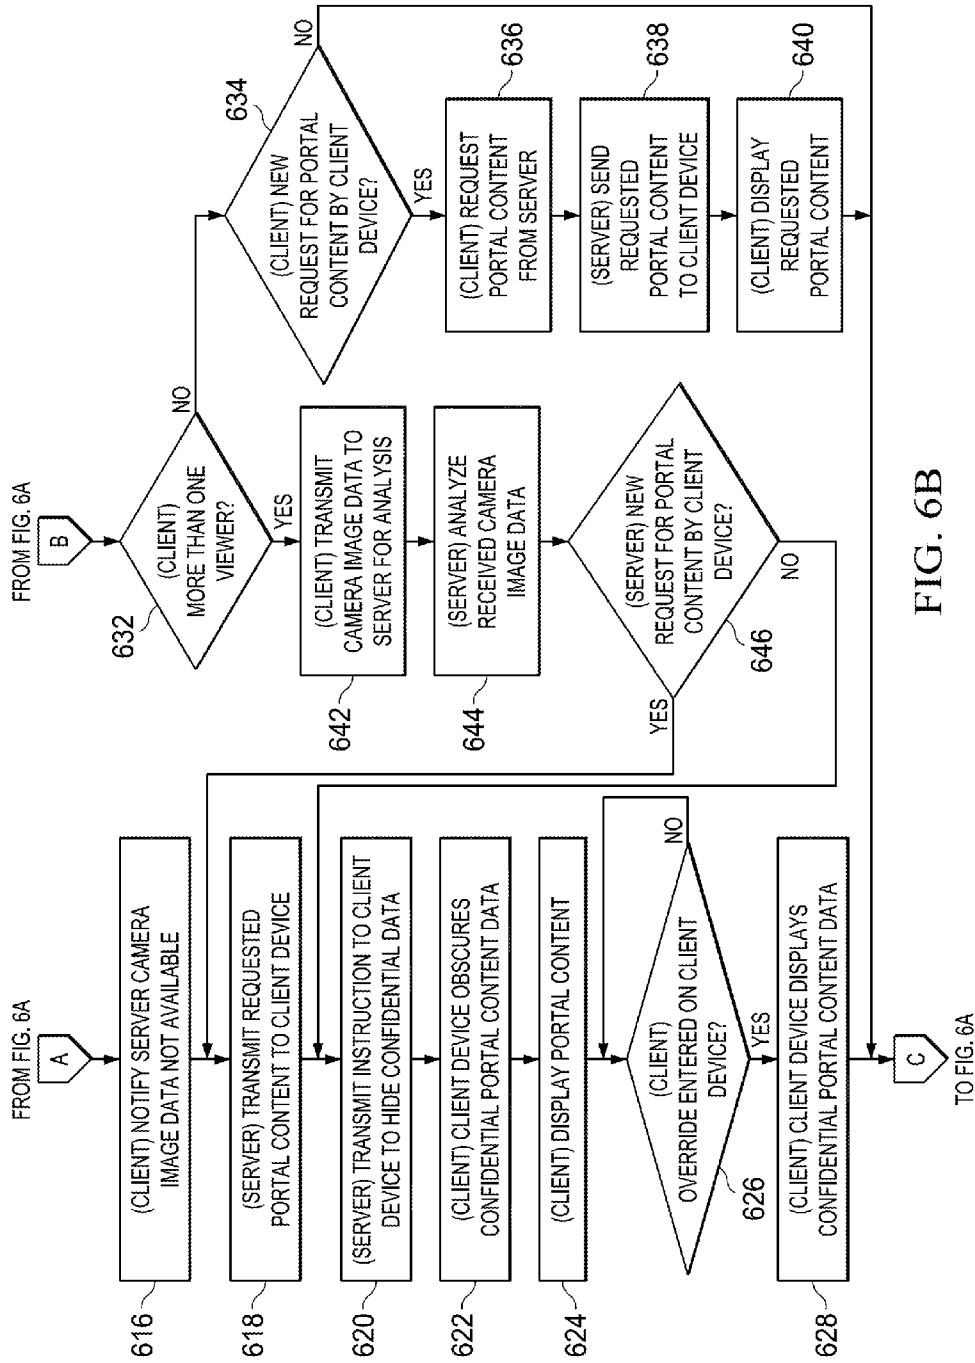 FROM FIG. 6A
A
616
(CLIENT) NOTIFY SERVER CAMERA
IMAGE DATA NOT AVAILABLE
618
(SERVER) TRANSMIT REQUESTED
PORTAL CONTENT TO CLIENT DEVICE
620
(SERVER) TRANSMIT INSTRUCTION TO CLIENT
DEVICE TO HIDE CONFIDENTIAL DATA
622
(CLIENT) CLIENT DEVICE OBSCURES
CONFIDENTIAL PORTAL CONTENT DATA
624
(CLIENT) DISPLAY PORTAL CONTENT
(CLIENT)
OVERRIDE ENTERED ON CLIENT
DEVICE?
626
NO
YES
628
(CLIENT) CLIENT DEVICE DISPLAYS
CONFIDENTIAL PORTAL CONTENT DATA
C
TO FIG. 6A
FROM FIG. 6A
B
632
(CLIENT)
MORE THAN ONE
VIEWER?
NO
YES
642
(CLIENT) TRANSMIT
CAMERA IMAGE DATA TO
SERVER FOR ANALYSIS
644
(SERVER) ANALYZE
RECEIVED CAMERA
IMAGE DATA
(SERVER) NEW
REQUEST FOR PORTAL
CONTENT BY CLIENT
DEVICE?
646
YES
NO
634
(CLIENT) NEW
REQUEST FOR PORTAL
CONTENT BY CLIENT
DEVICE?
NO
YES
636
(CLIENT) REQUEST
PORTAL CONTENT
FROM SERVER
638
(SERVER) SEND
REQUESTED
PORTAL CONTENT
TO CLIENT DEVICE
640
(CLIENT) DISPLAY
REQUESTED
PORTAL CONTENT
FIG. 6B